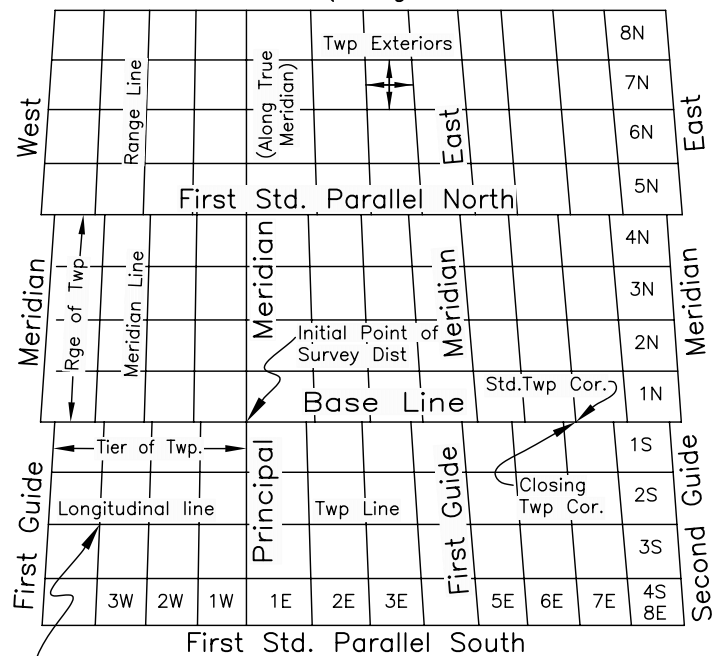 8N
Twp Exteriors
7N
West
Range Line
(Along True
Meridian)
East
East
6N
5N
First Std. Parallel North
4N
Meridian
Rge of Twp
Meridian Line
Meridian
Meridian
Meridian
3N
Initial Point of
Survey Dist
2N
Std.Twp Cor.
1N
Base Line
Tier of Twp.
1S
First Guide
Principal
First Guide
Second Guide
Closing
Twp Cor.
2S
Longitudinal line
Twp Line
3S
3W
2W
1W
1E
2E
3E
5E
6E
7E
4S
8E
First Std. Parallel South